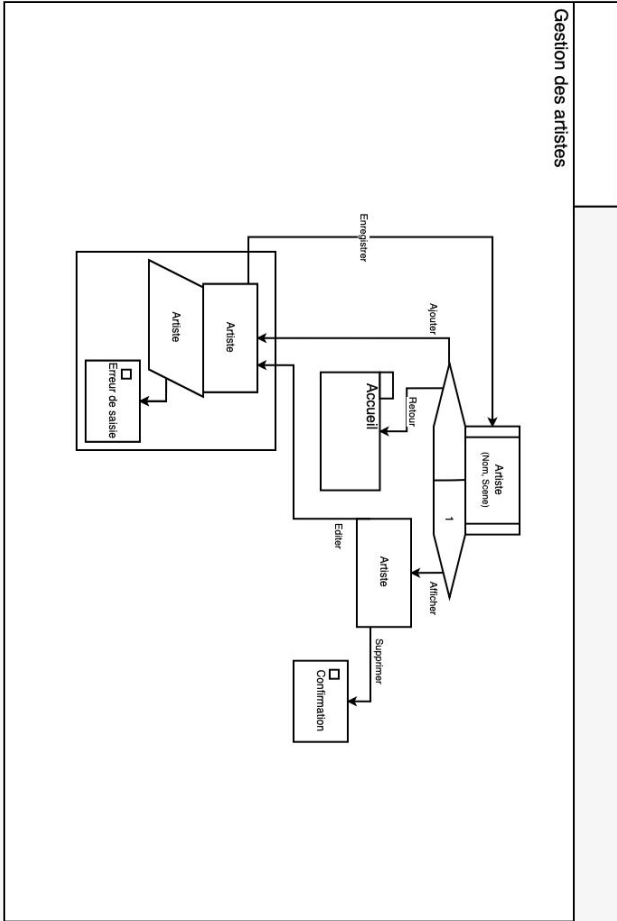 Gestion des artistes
Artiste
(Nom, Scene)
1
Ajouter
Retour
Afficher
Enregistrer
Accueil
Artiste
Editer
Supprimer
Confirmation
Artiste
Artiste
Erreur de saisie